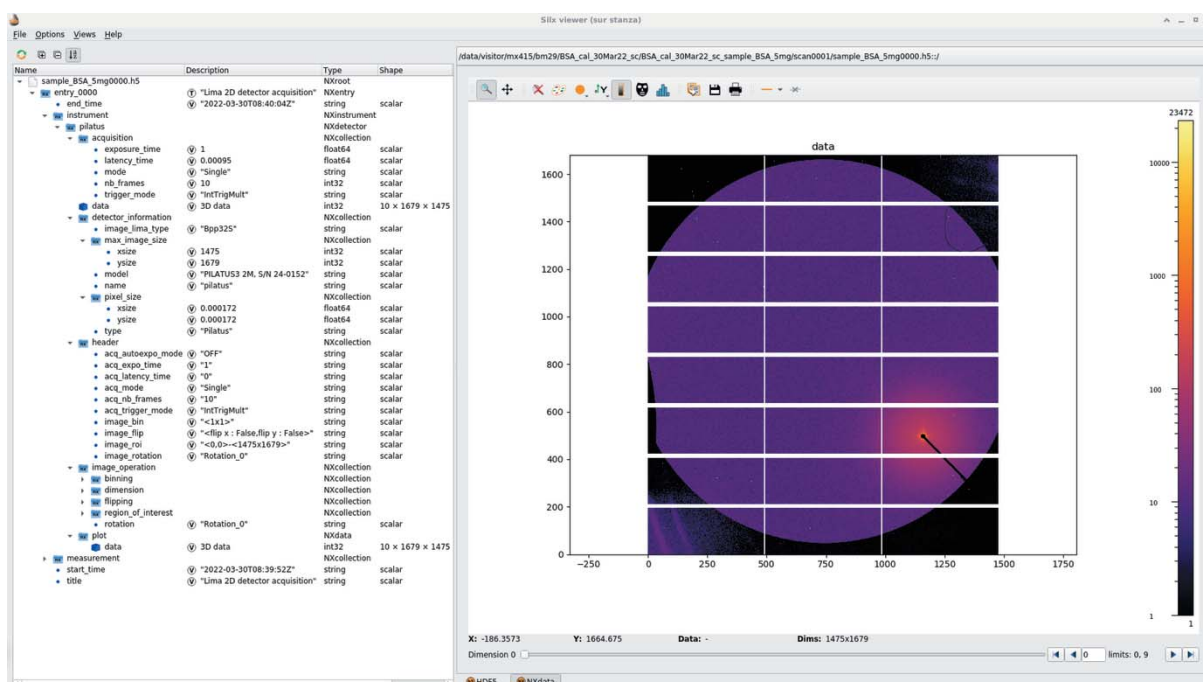 Silx viewer (sur stanza)
File Options Views Help
Name Description Type Shape
sample_BSA_5mg0000.h5 NXroot
entry_0000 "Lima 2D detector acquisition" NXentry
end_time "2022-03-30T08:40:04Z" string scalar
instrument NXinstrument
pilatus NXdetector
acquisition NXcollection
exposure_time 1 float64 scalar
latency_time 0.00095 float64 scalar
mode "Single" string scalar
nb_frames 10 int32 scalar
trigger_mode "IntTrigMult" string scalar
data 3D data int32 10 × 1679 × 1475
detector_information NXcollection
image_lima_type "Bpp32S" string scalar
max_image_size NXcollection
xsize 1475 int32 scalar
ysize 1679 int32 scalar
model "PILATUS3 2M, S/N 24-0152" string scalar
name "pilatus" string scalar
pixel_size NXcollection
xsize 0.000172 float64 scalar
ysize 0.000172 float64 scalar
type "Pilatus" string scalar
header NXcollection
acq_autoexpo_mode "OFF" string scalar
acq_expo_time "1" string scalar
acq_latency_time "0" string scalar
acq_mode "Single" string scalar
acq_nb_frames "10" string scalar
acq_trigger_mode "IntTrigMult" string scalar
image_bin "<1x1>" string scalar
image_flip "<flip x : False,flip y : False>" string scalar
image_roi "<0,0>-<1475x1679>" string scalar
image_rotation "Rotation_0" string scalar
image_operation NXcollection
binning NXcollection
dimension NXcollection
flipping NXcollection
region_of_interest NXcollection
rotation "Rotation_0" string scalar
plot NXdata
data 3D data int32 10 × 1679 × 1475
measurement NXcollection
start_time "2022-03-30T08:39:52Z" string scalar
title "Lima 2D detector acquisition" string scalar
/data/visitor/mx415/bm29/BSA_cal_30Mar22_sc/BSA_cal_30Mar22_sc_sample_BSA_5mg/scan0001/sample_BSA_5mg0000.h5::/
data
1600
1400
1200
1000
800
600
400
200
0
−250 0 250 500 750 1000 1250 1500 1750
23472
10000
1000
100
10
1
1
X: -186.3573 Y: 1664.675 Data: - Dims: 1475x1679
Dimension 0 0 limits: 0, 9
HDF5 NXdata